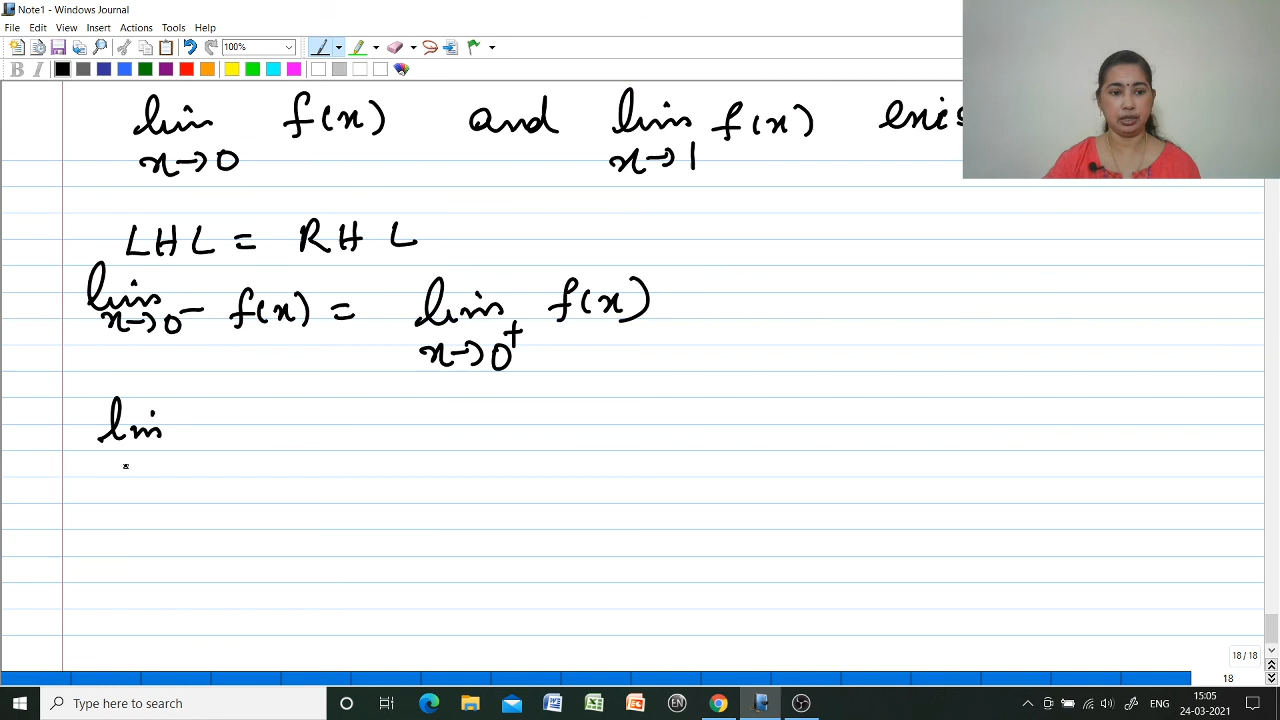 Note1 - Windows Journal
File Edit View Insert Actions Tools Help
100%
B I
lim f(x) and lim f(x) exis
x→0 x→1
LHL = RHL
lim f(x) = lim f(x)
x→0- x→0+
lim
18 / 18
18
Type here to search
EN
ENG
15:05
24-03-2021